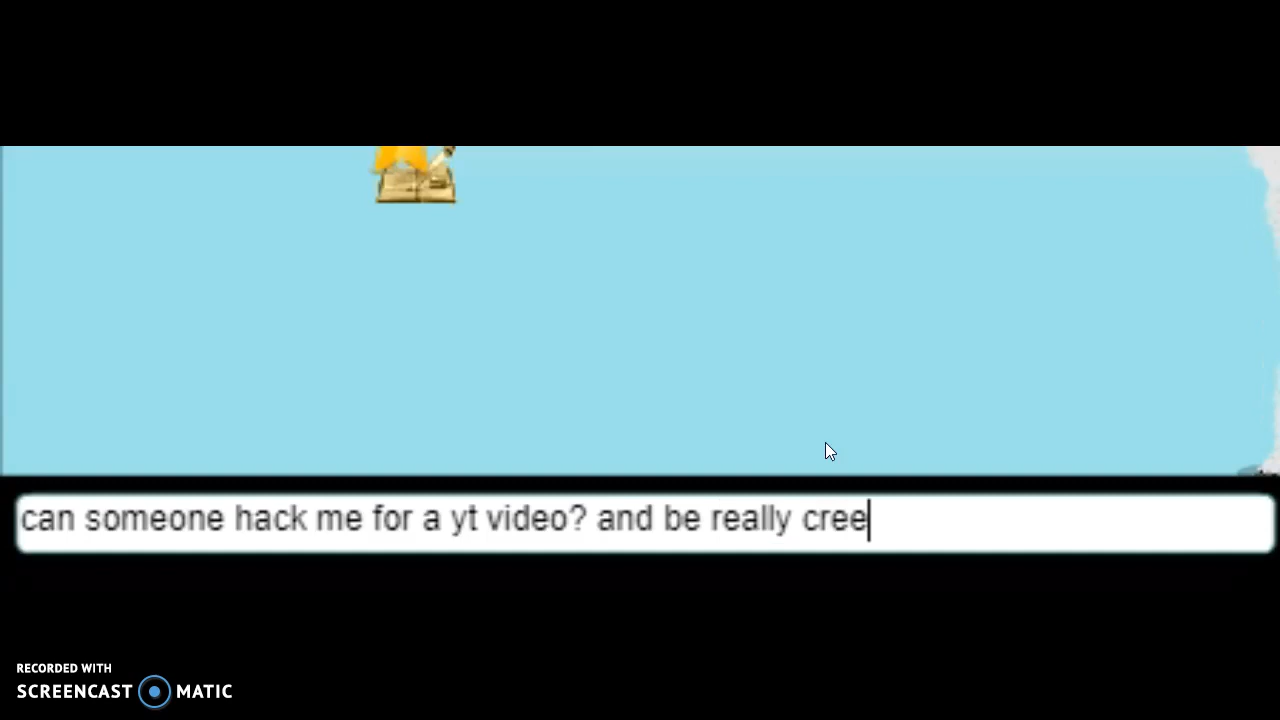 can someone hack me for a yt video? and be really cree
RECORDED WITH
SCREENCAST MATIC